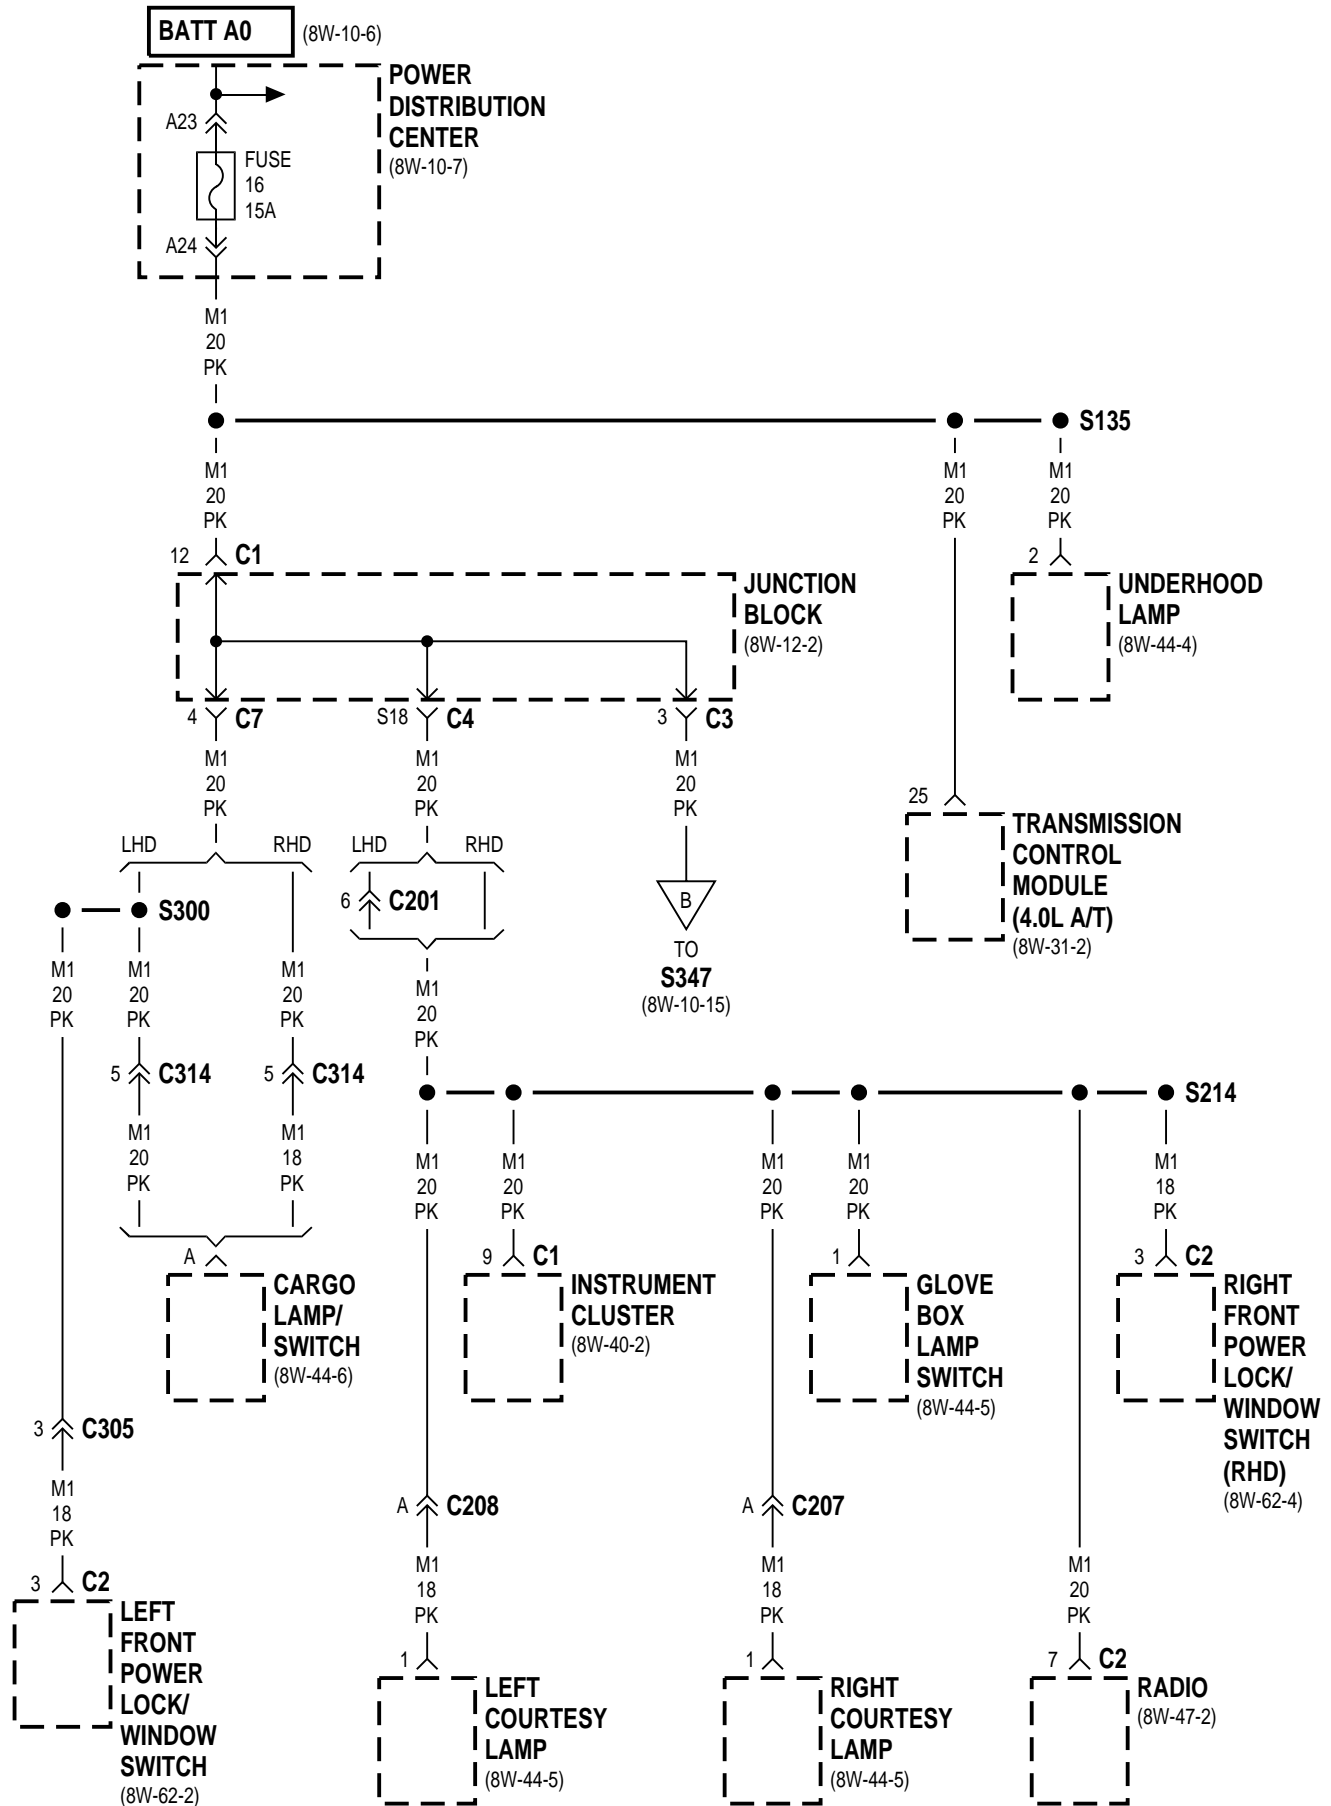 BATT A0 (8W-10-6)
POWER
DISTRIBUTION
CENTER
(8W-10-7)
A23
FUSE
16
15A
A24
M1
20
PK
S135
M1
20
PK
M1
20
PK
M1
20
PK
12 C1
2
JUNCTION
BLOCK
(8W-12-2)
UNDERHOOD
LAMP
(8W-44-4)
4 C7
S18 C4
3 C3
M1
20
PK
M1
20
PK
M1
20
PK
25
TRANSMISSION
CONTROL
MODULE
(4.0L A/T)
(8W-31-2)
LHD RHD
LHD RHD
6 C201
B
TO
S347
(8W-10-15)
S300
M1
20
PK
M1
20
PK
M1
20
PK
M1
20
PK
5 C314
5 C314
S214
M1
20
PK
M1
18
PK
M1
20
PK
M1
20
PK
M1
20
PK
M1
20
PK
M1
18
PK
A
CARGO
LAMP/
SWITCH
(8W-44-6)
9 C1
INSTRUMENT
CLUSTER
(8W-40-2)
1
GLOVE
BOX
LAMP
SWITCH
(8W-44-5)
3 C2
RIGHT
FRONT
POWER
LOCK/
WINDOW
SWITCH
(RHD)
(8W-62-4)
3 C305
M1
18
PK
A C208
A C207
M1
18
PK
M1
18
PK
M1
20
PK
3 C2
LEFT
FRONT
POWER
LOCK/
WINDOW
SWITCH
(8W-62-2)
1
LEFT
COURTESY
LAMP
(8W-44-5)
1
RIGHT
COURTESY
LAMP
(8W-44-5)
7 C2
RADIO
(8W-47-2)